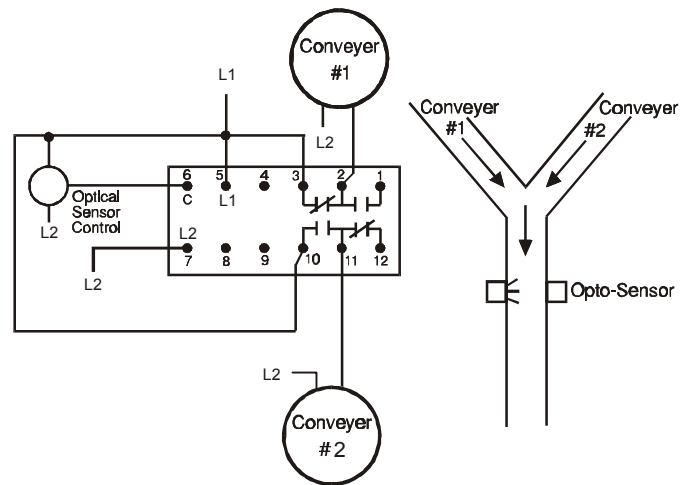 Conveyer
#1
L1
L2
Conveyer
#1
Conveyer
#2
6
5
4
3
2
1
C
L1
Optical
Sensor
Control
L2
L2
7
8
9
10
11
12
L2
Opto-Sensor
L2
Conveyer
#2